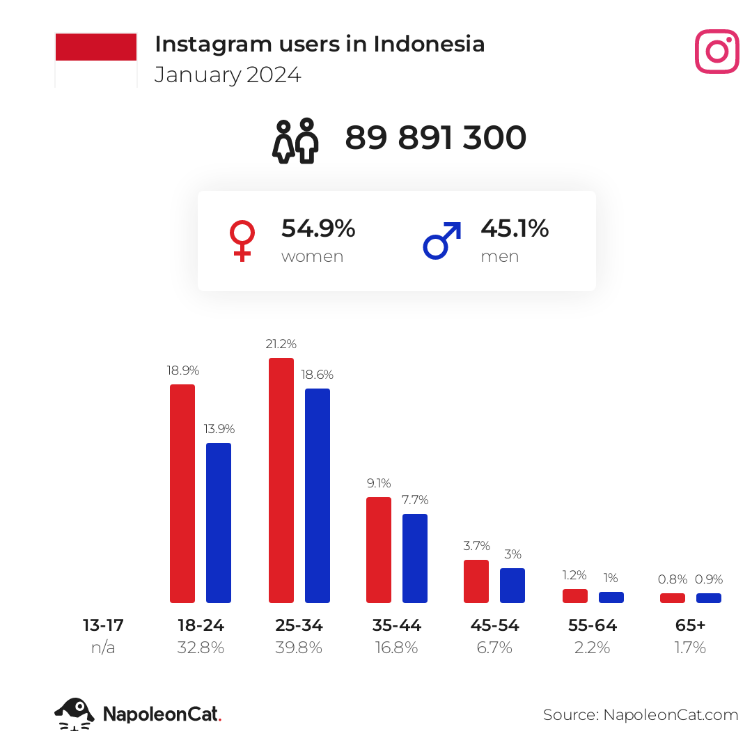 Instagram users in Indonesia
January 2024
89 891 300
54.9% 45.1%
women men
21.2%
18.9% 18.6%
13.9%
9.1% 7.7%
3.7% 3%
1.2% 1% 0.8% 0.9%
13-17 18-24 25-34 35-44 45-54 55-64 65+
n/a 32.8% 39.8% 16.8% 6.7% 2.2% 1.7%
NapoleonCat. Source: NapoleonCat.com